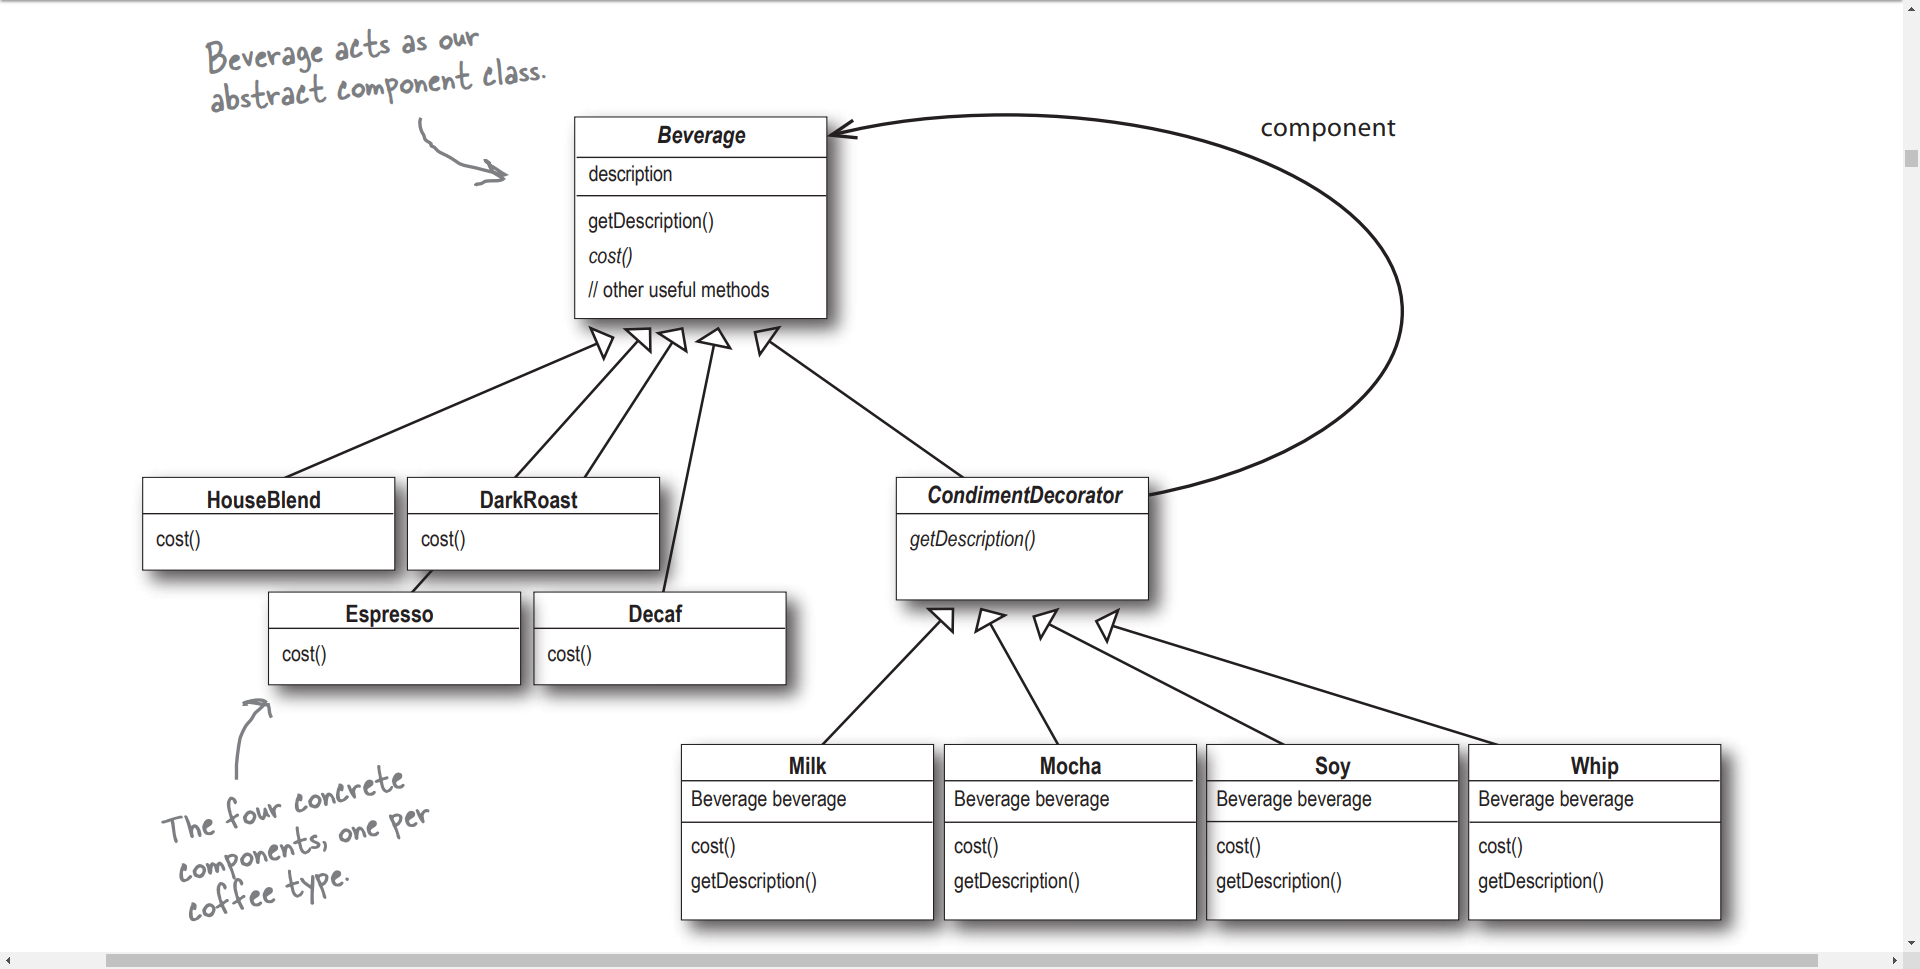 Beverage acts as our
abstract component class.
component
Beverage
description
getDescription()
cost()
// other useful methods
HouseBlend
cost()
DarkRoast
cost()
CondimentDecorator
getDescription()
Espresso
cost()
Decaf
cost()
The four concrete
components, one per
coffee type.
Milk
Beverage beverage
cost()
getDescription()
Mocha
Beverage beverage
cost()
getDescription()
Soy
Beverage beverage
cost()
getDescription()
Whip
Beverage beverage
cost()
getDescription()